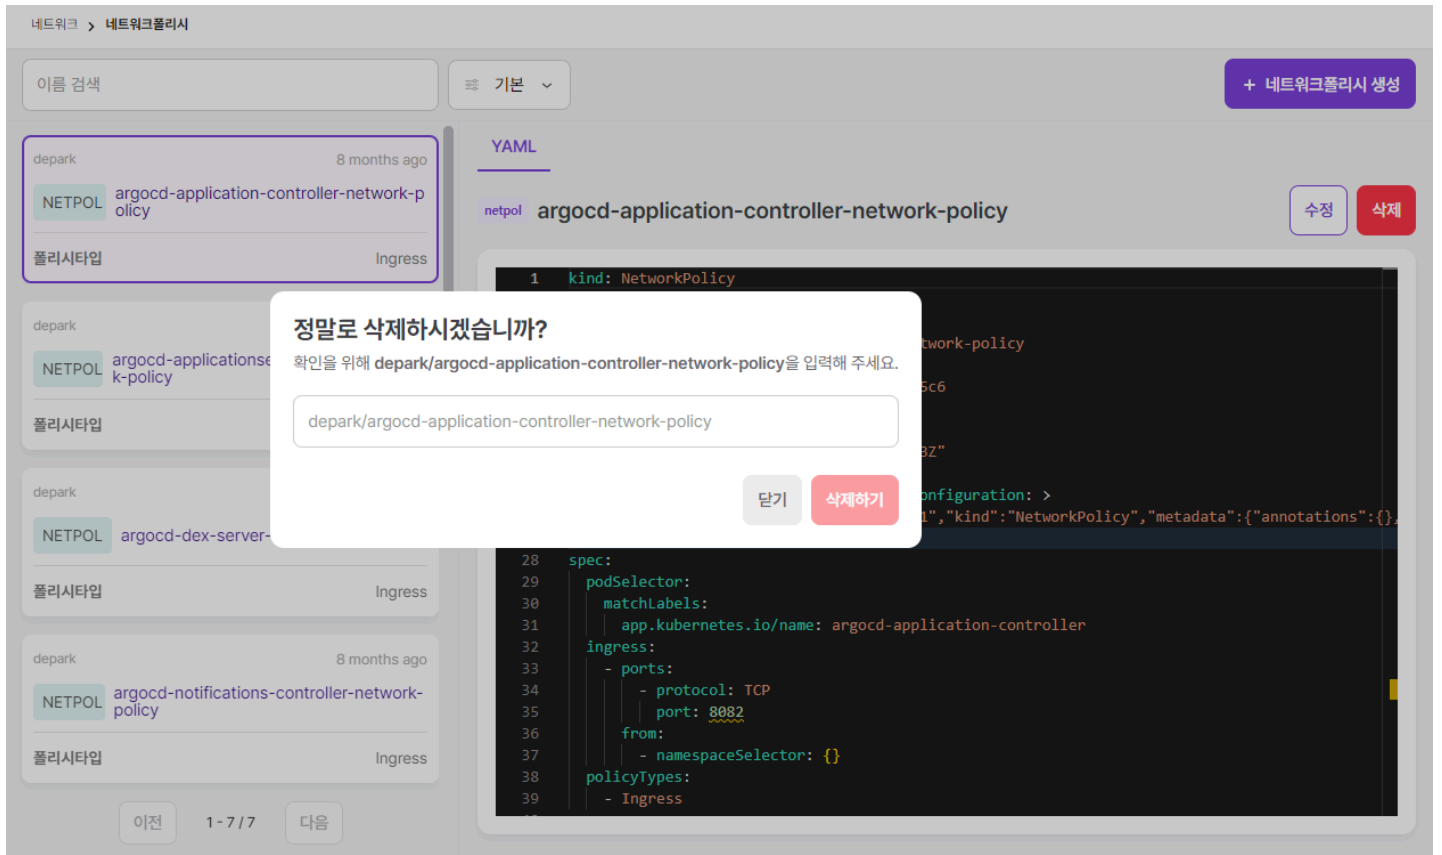 네트워크 > 네트워크폴리시
이름 검색
기본
+ 네트워크폴리시 생성
depark 8 months ago
NETPOL argocd-application-controller-network-p
olicy
폴리시타입 Ingress
depark
NETPOL argocd-applicationse
k-policy
폴리시타입
depark
NETPOL argocd-dex-server-
폴리시타입 Ingress
depark 8 months ago
NETPOL argocd-notifications-controller-network-
policy
폴리시타입 Ingress
이전 1 - 7 / 7 다음
YAML
netpol argocd-application-controller-network-policy
수정 삭제
1 kind: NetworkPolicy
twork-policy
5c6
3Z"
onfiguration: >
1","kind":"NetworkPolicy","metadata":{"annotations":{},
28 spec:
29 podSelector:
30 matchLabels:
31 app.kubernetes.io/name: argocd-application-controller
32 ingress:
33 - ports:
34 - protocol: TCP
35 port: 8082
36 from:
37 - namespaceSelector: {}
38 policyTypes:
39 - Ingress
정말로 삭제하시겠습니까?
확인을 위해 depark/argocd-application-controller-network-policy을 입력해 주세요.
depark/argocd-application-controller-network-policy
닫기 삭제하기